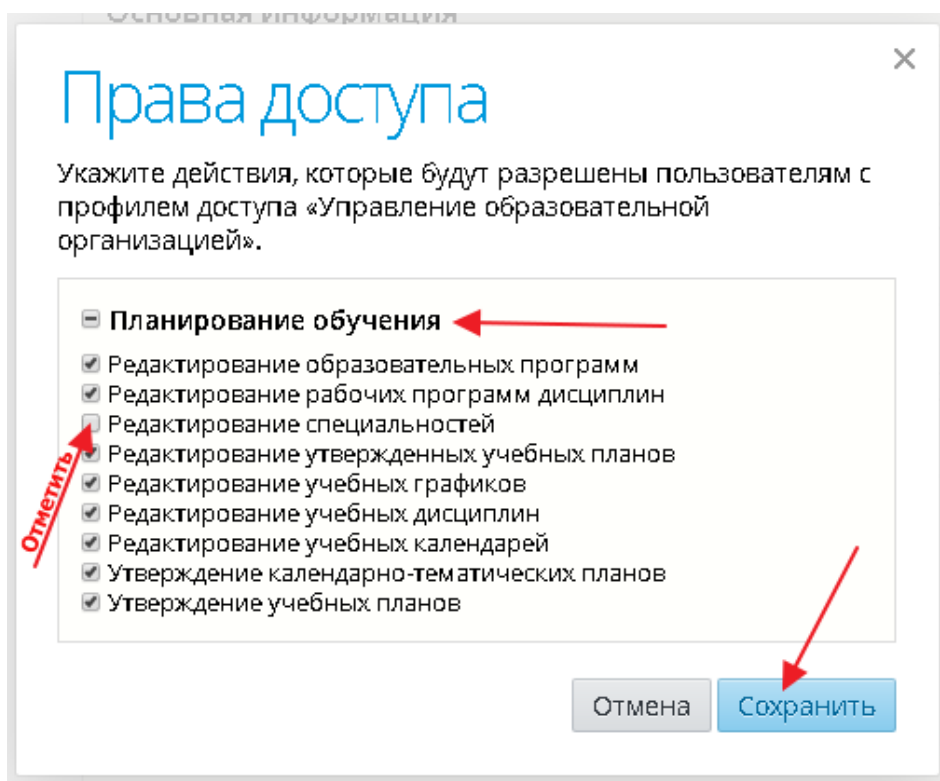 Основная информация
Права доступа
Укажите действия, которые будут разрешены пользователям с
профилем доступа «Управление образовательной
организацией».
Планирование обучения
Редактирование образовательных программ
Редактирование рабочих программ дисциплин
Редактирование специальностей
Редактирование утвержденных учебных планов
Редактирование учебных графиков
Редактирование учебных дисциплин
Редактирование учебных календарей
Утверждение календарно-тематических планов
Утверждение учебных планов
Отметить
Отмена
Сохранить